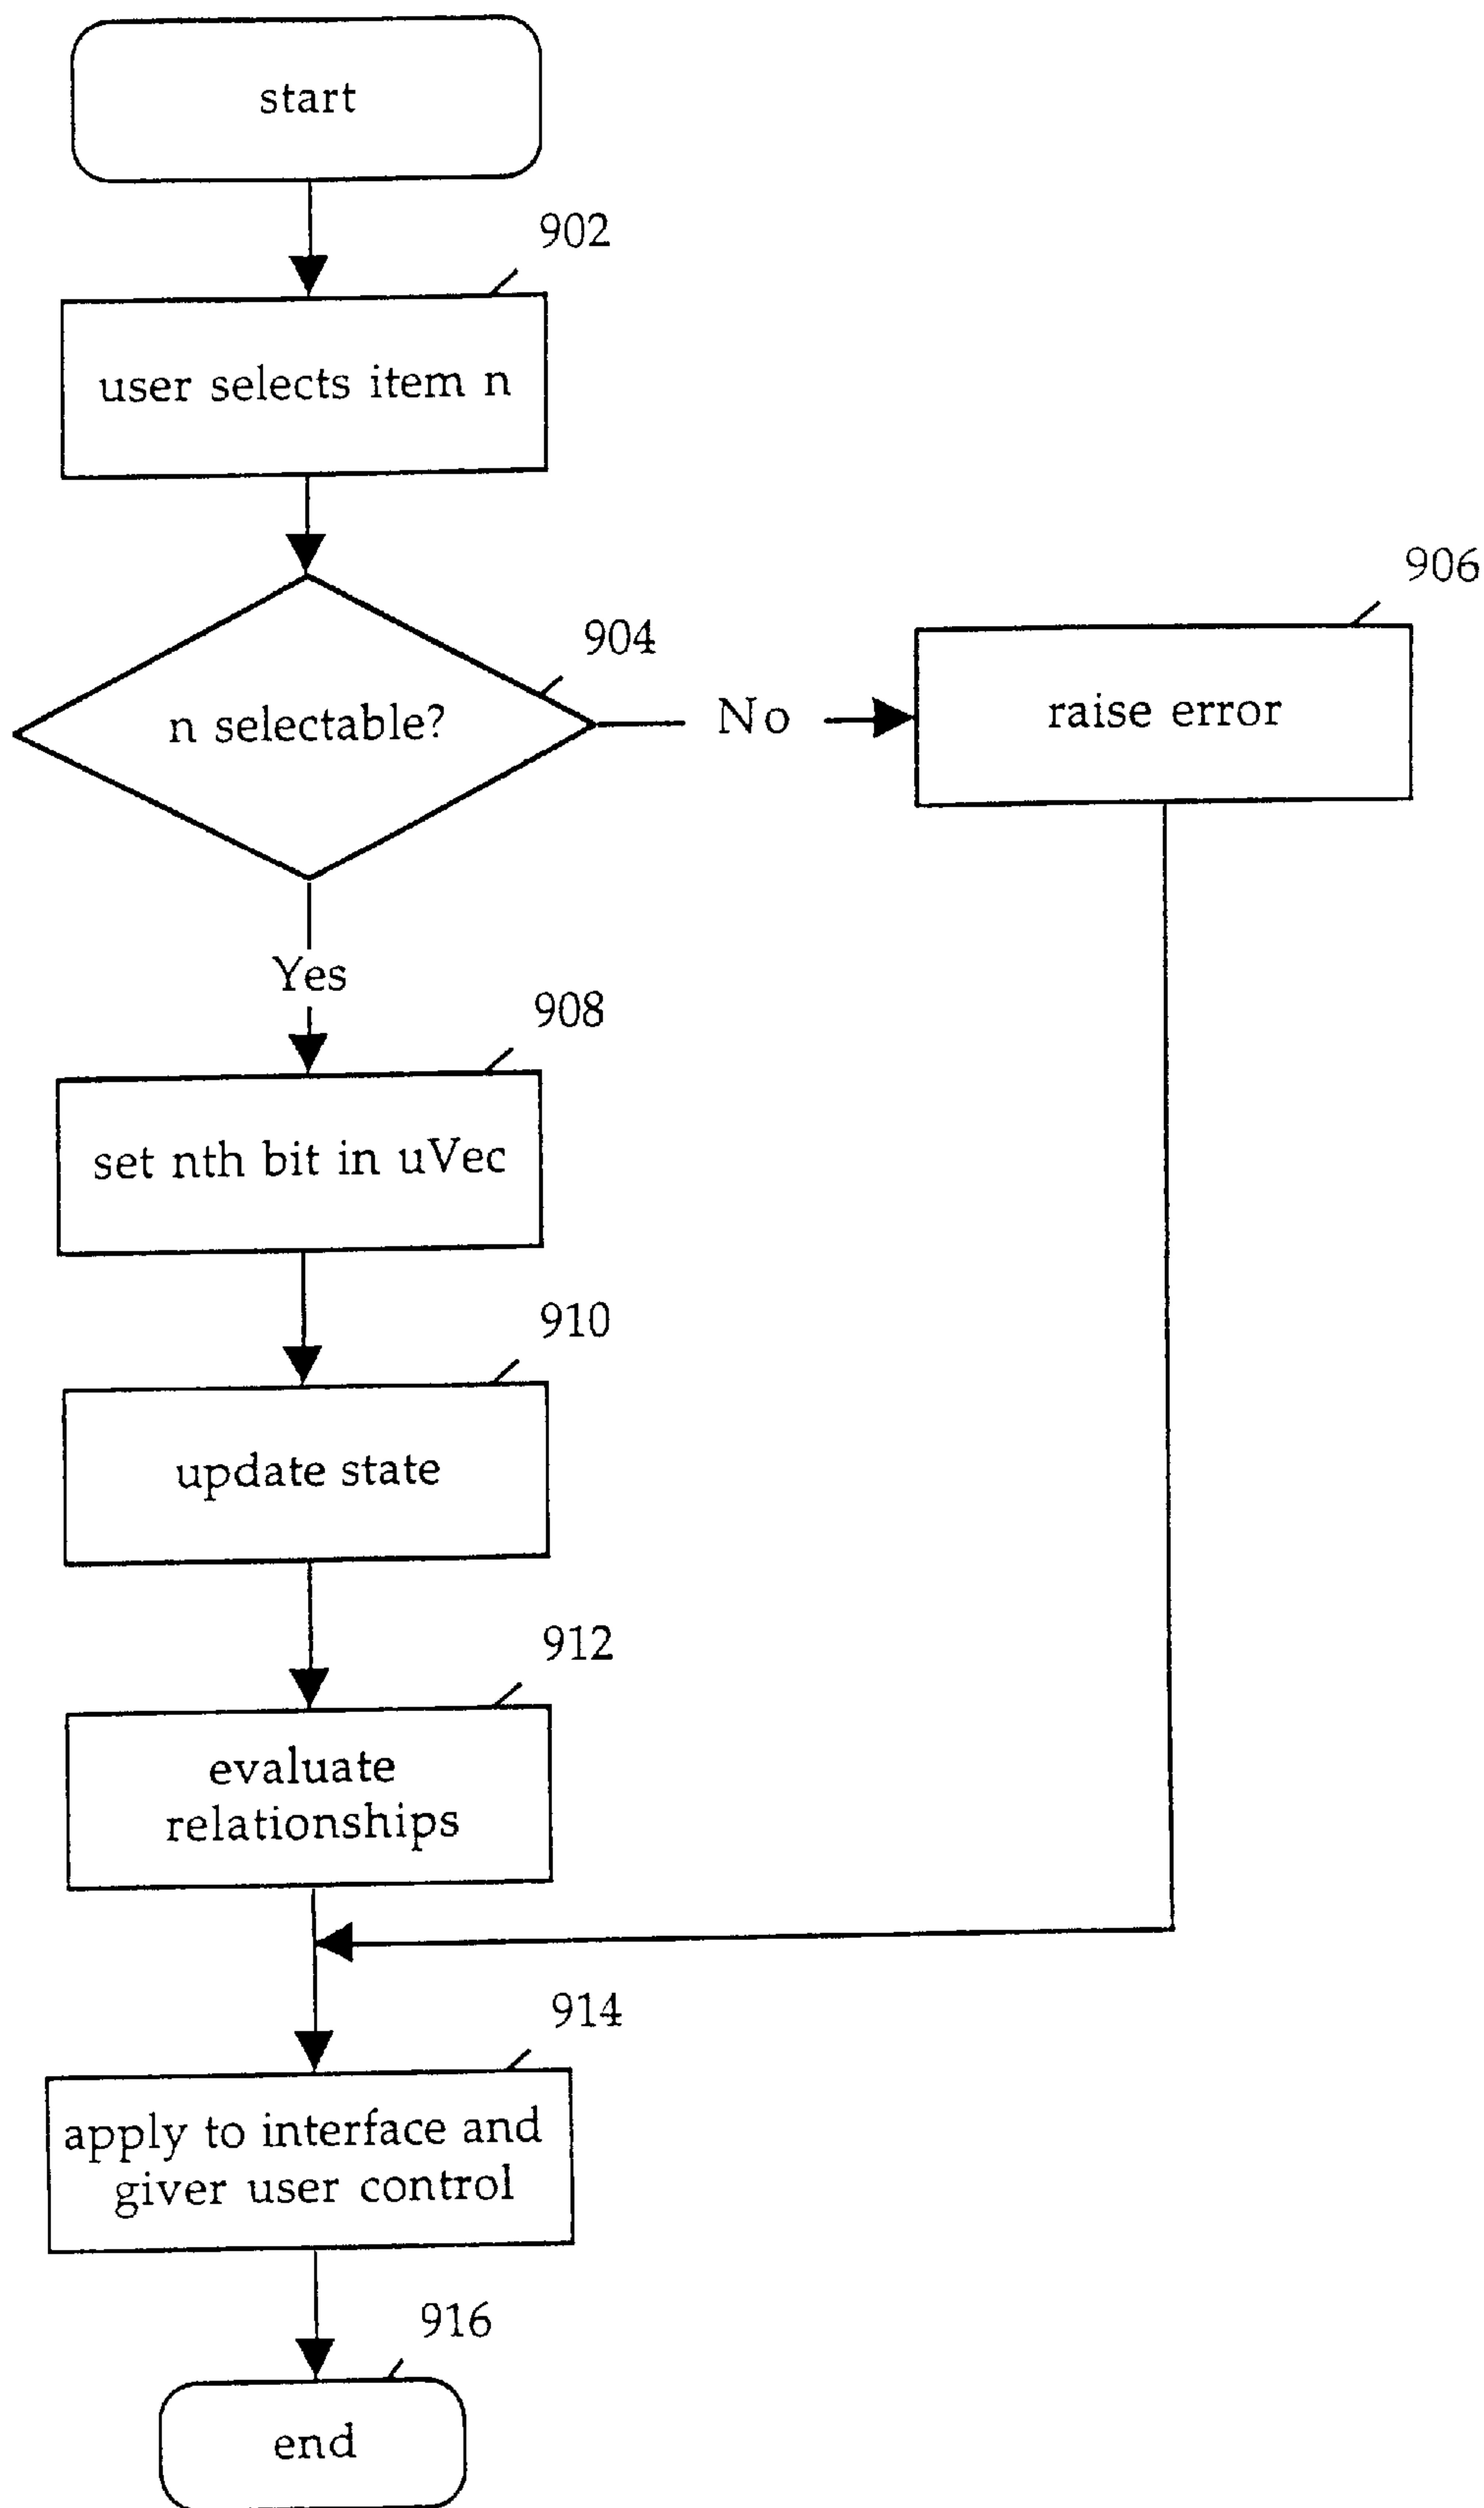 start
902
user selects item n
906
904
n selectable?
No
raise error
Yes
908
set nth bit in uVec
910
update state
912
evaluate
relationships
914
apply to interface and
giver user control
916
end